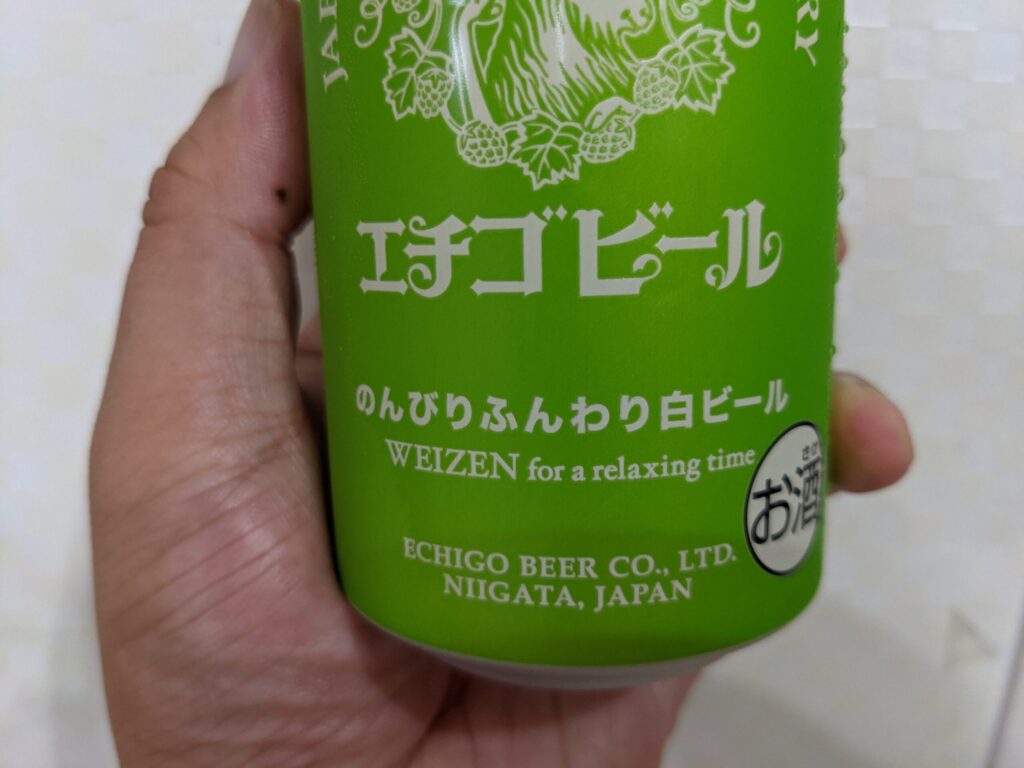 エチゴビール
のんびりふんわり白ビール
WEIZEN for a relaxing time
お酒
ECHIGO BEER CO., LTD.
NIIGATA, JAPAN